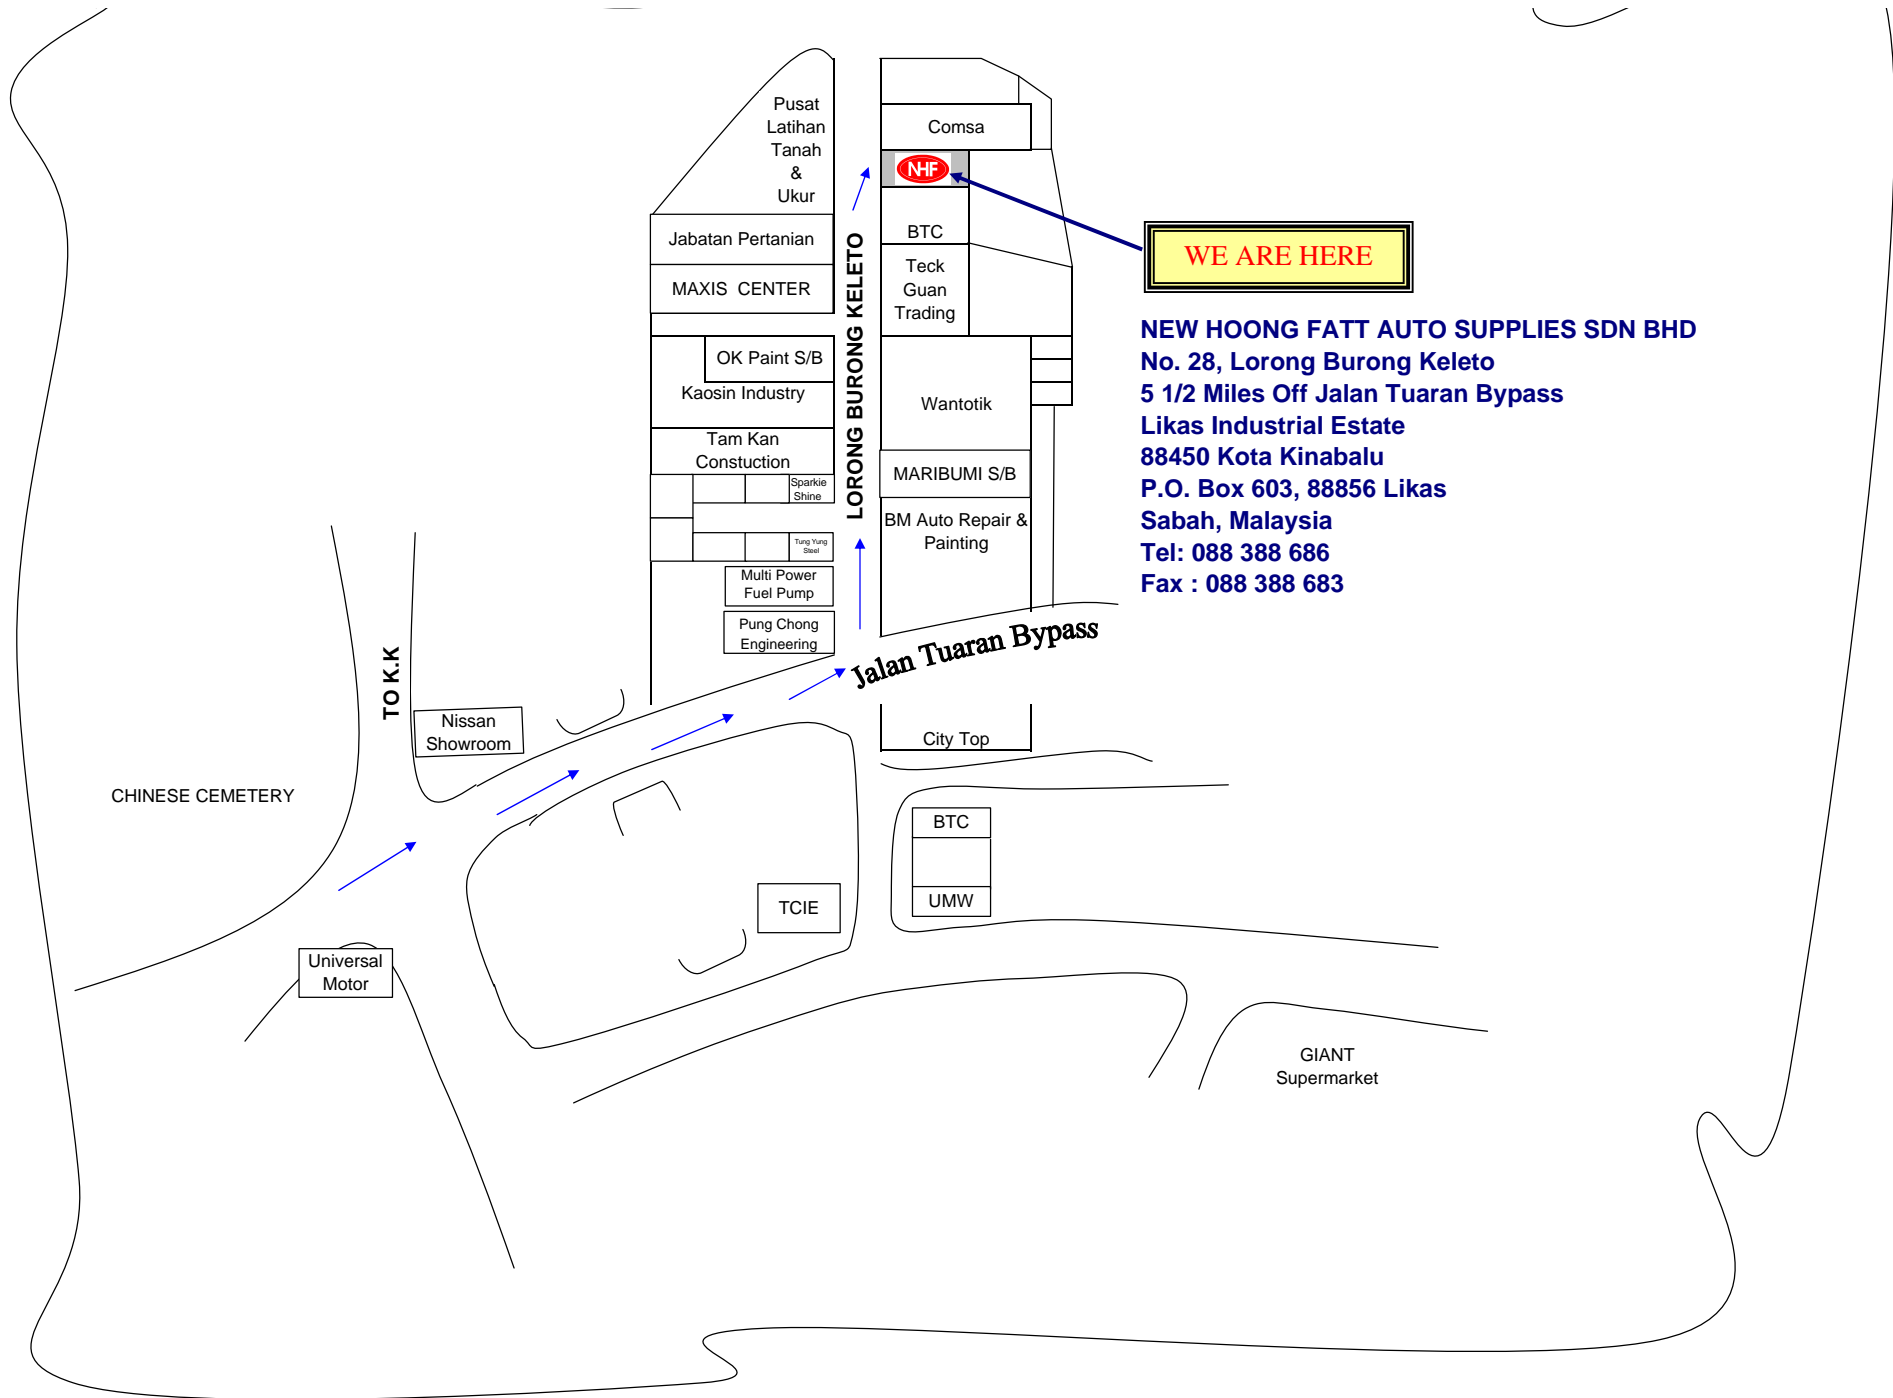 Pusat
Latihan
Tanah
&
Ukur
Comsa
NHF
Jabatan Pertanian
BTC
WE ARE HERE
MAXIS CENTER
Teck
Guan
Trading
LORONG BURONG KELETO
NEW HOONG FATT AUTO SUPPLIES SDN BHD
No. 28, Lorong Burong Keleto
5 1/2 Miles Off Jalan Tuaran Bypass
Likas Industrial Estate
88450 Kota Kinabalu
P.O. Box 603, 88856 Likas
Sabah, Malaysia
Tel: 088 388 686
Fax : 088 388 683
OK Paint S/B
Kaosin Industry
Wantotik
Tam Kan
Constuction
MARIBUMI S/B
Sparkie
Shine
BM Auto Repair &
Painting
Tung Yung
Steel
Multi Power
Fuel Pump
Pung Chong
Engineering
Jalan Tuaran Bypass
TO K.K
Nissan
Showroom
City Top
CHINESE CEMETERY
BTC
UMW
TCIE
Universal
Motor
GIANT
Supermarket